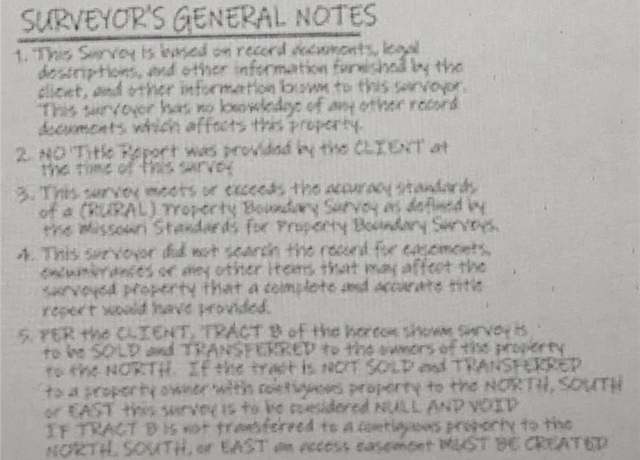 SURVEYOR'S GENERAL NOTES
1. This Survey is based on record documents, legal
descriptions, and other information furnished by the
client, and other information known to this surveyor.
This surveyor has no knowledge of any other record
documents which affects this property.
2. NO Title Report was provided by the CLIENT at
the time of this survey
3. This survey meets or exceeds the accuracy standards
of a (RURAL) Property Boundary Survey as defined by
the Missouri Standards for Property Boundary Surveys.
4. This surveyor did not search the record for easements,
encumbrances or any other items that may affect the
surveyed property that a complete and accurate title
report would have provided.
5. PER the CLIENT, TRACT B of the hereon shown survey is
to be SOLD and TRANSFERRED to the owners of the property
to the NORTH. If the tract is NOT SOLD and TRANSFERRED
to a property owner with contiguous property to the NORTH, SOUTH
or EAST this survey is to be considered NULL AND VOID
IF TRACT B is not transferred to a contiguous property to the
NORTH, SOUTH, or EAST an access easement MUST BE CREATED